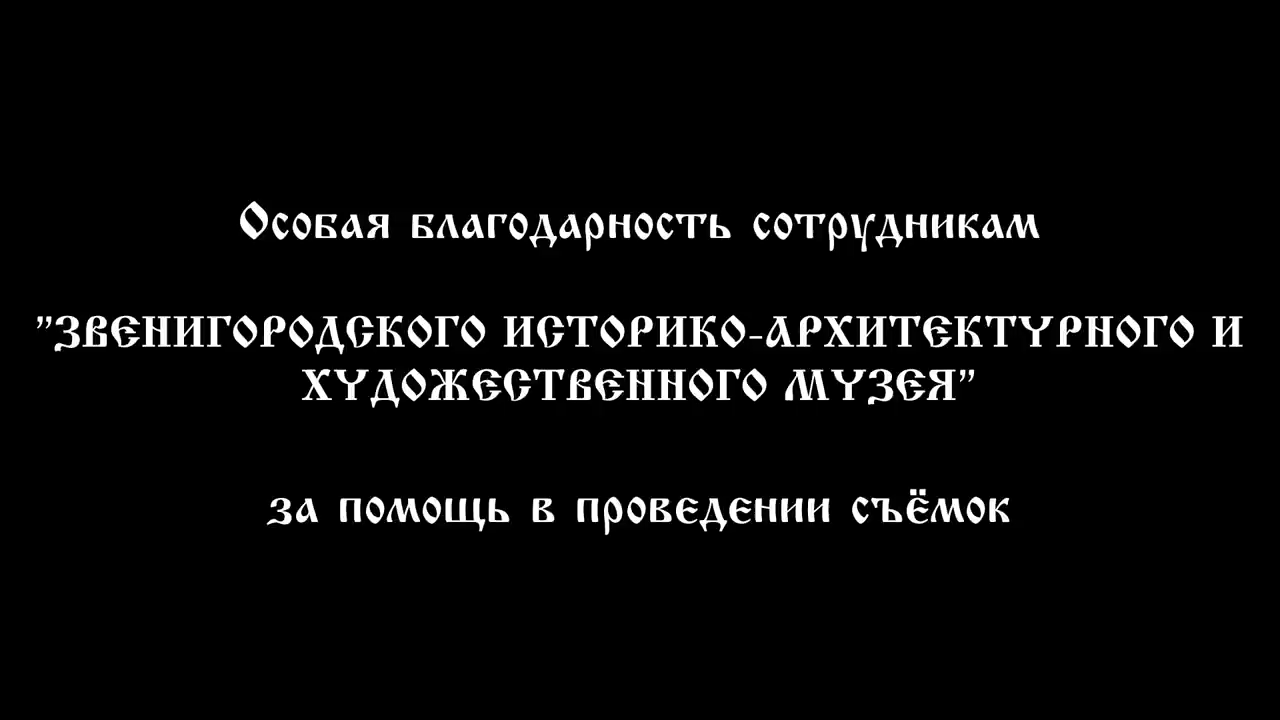 Особая благодарность сотрудникам
"ЗВЕНИГОРОДСКОГО ИСТОРИКО-АРХИТЕКТУРНОГО И
ХУДОЖЕСТВЕННОГО МУЗЕЯ"
за помощь в проведении съёмок